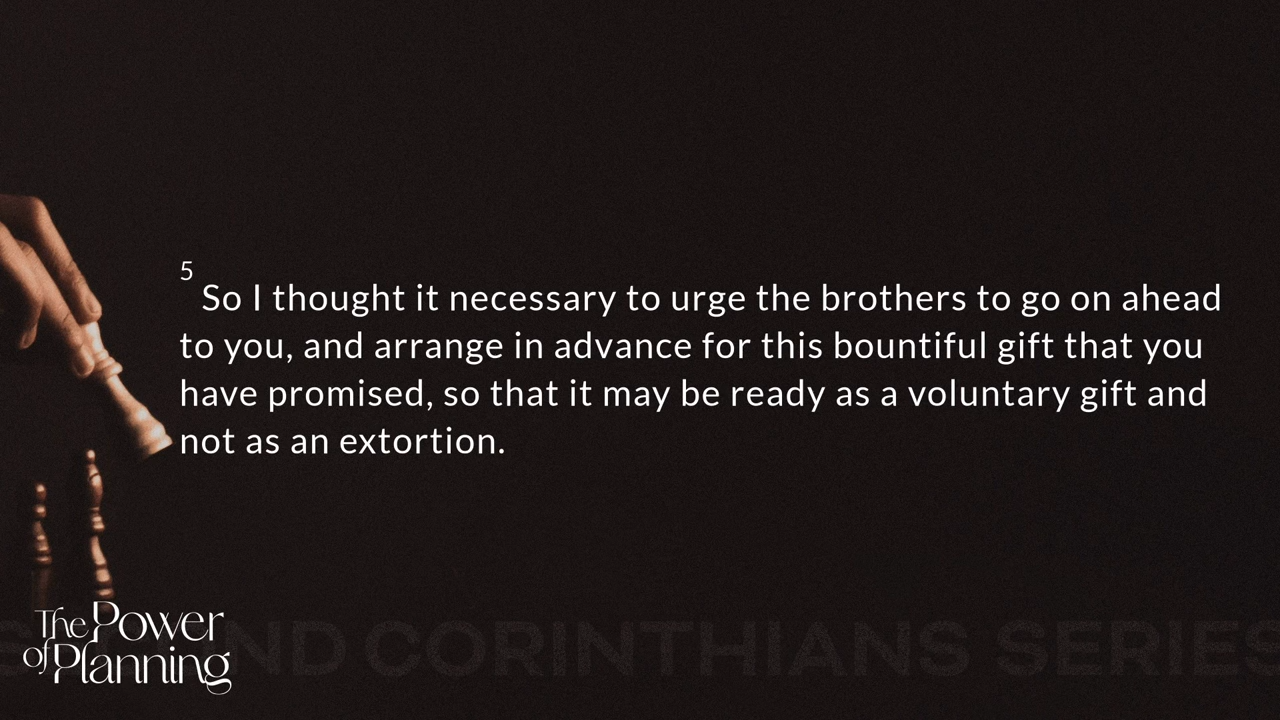 5
So I thought it necessary to urge the brothers to go on ahead
to you, and arrange in advance for this bountiful gift that you
have promised, so that it may be ready as a voluntary gift and
not as an extortion.
The Power
of Planning
ND CORINTHIANS SERIES